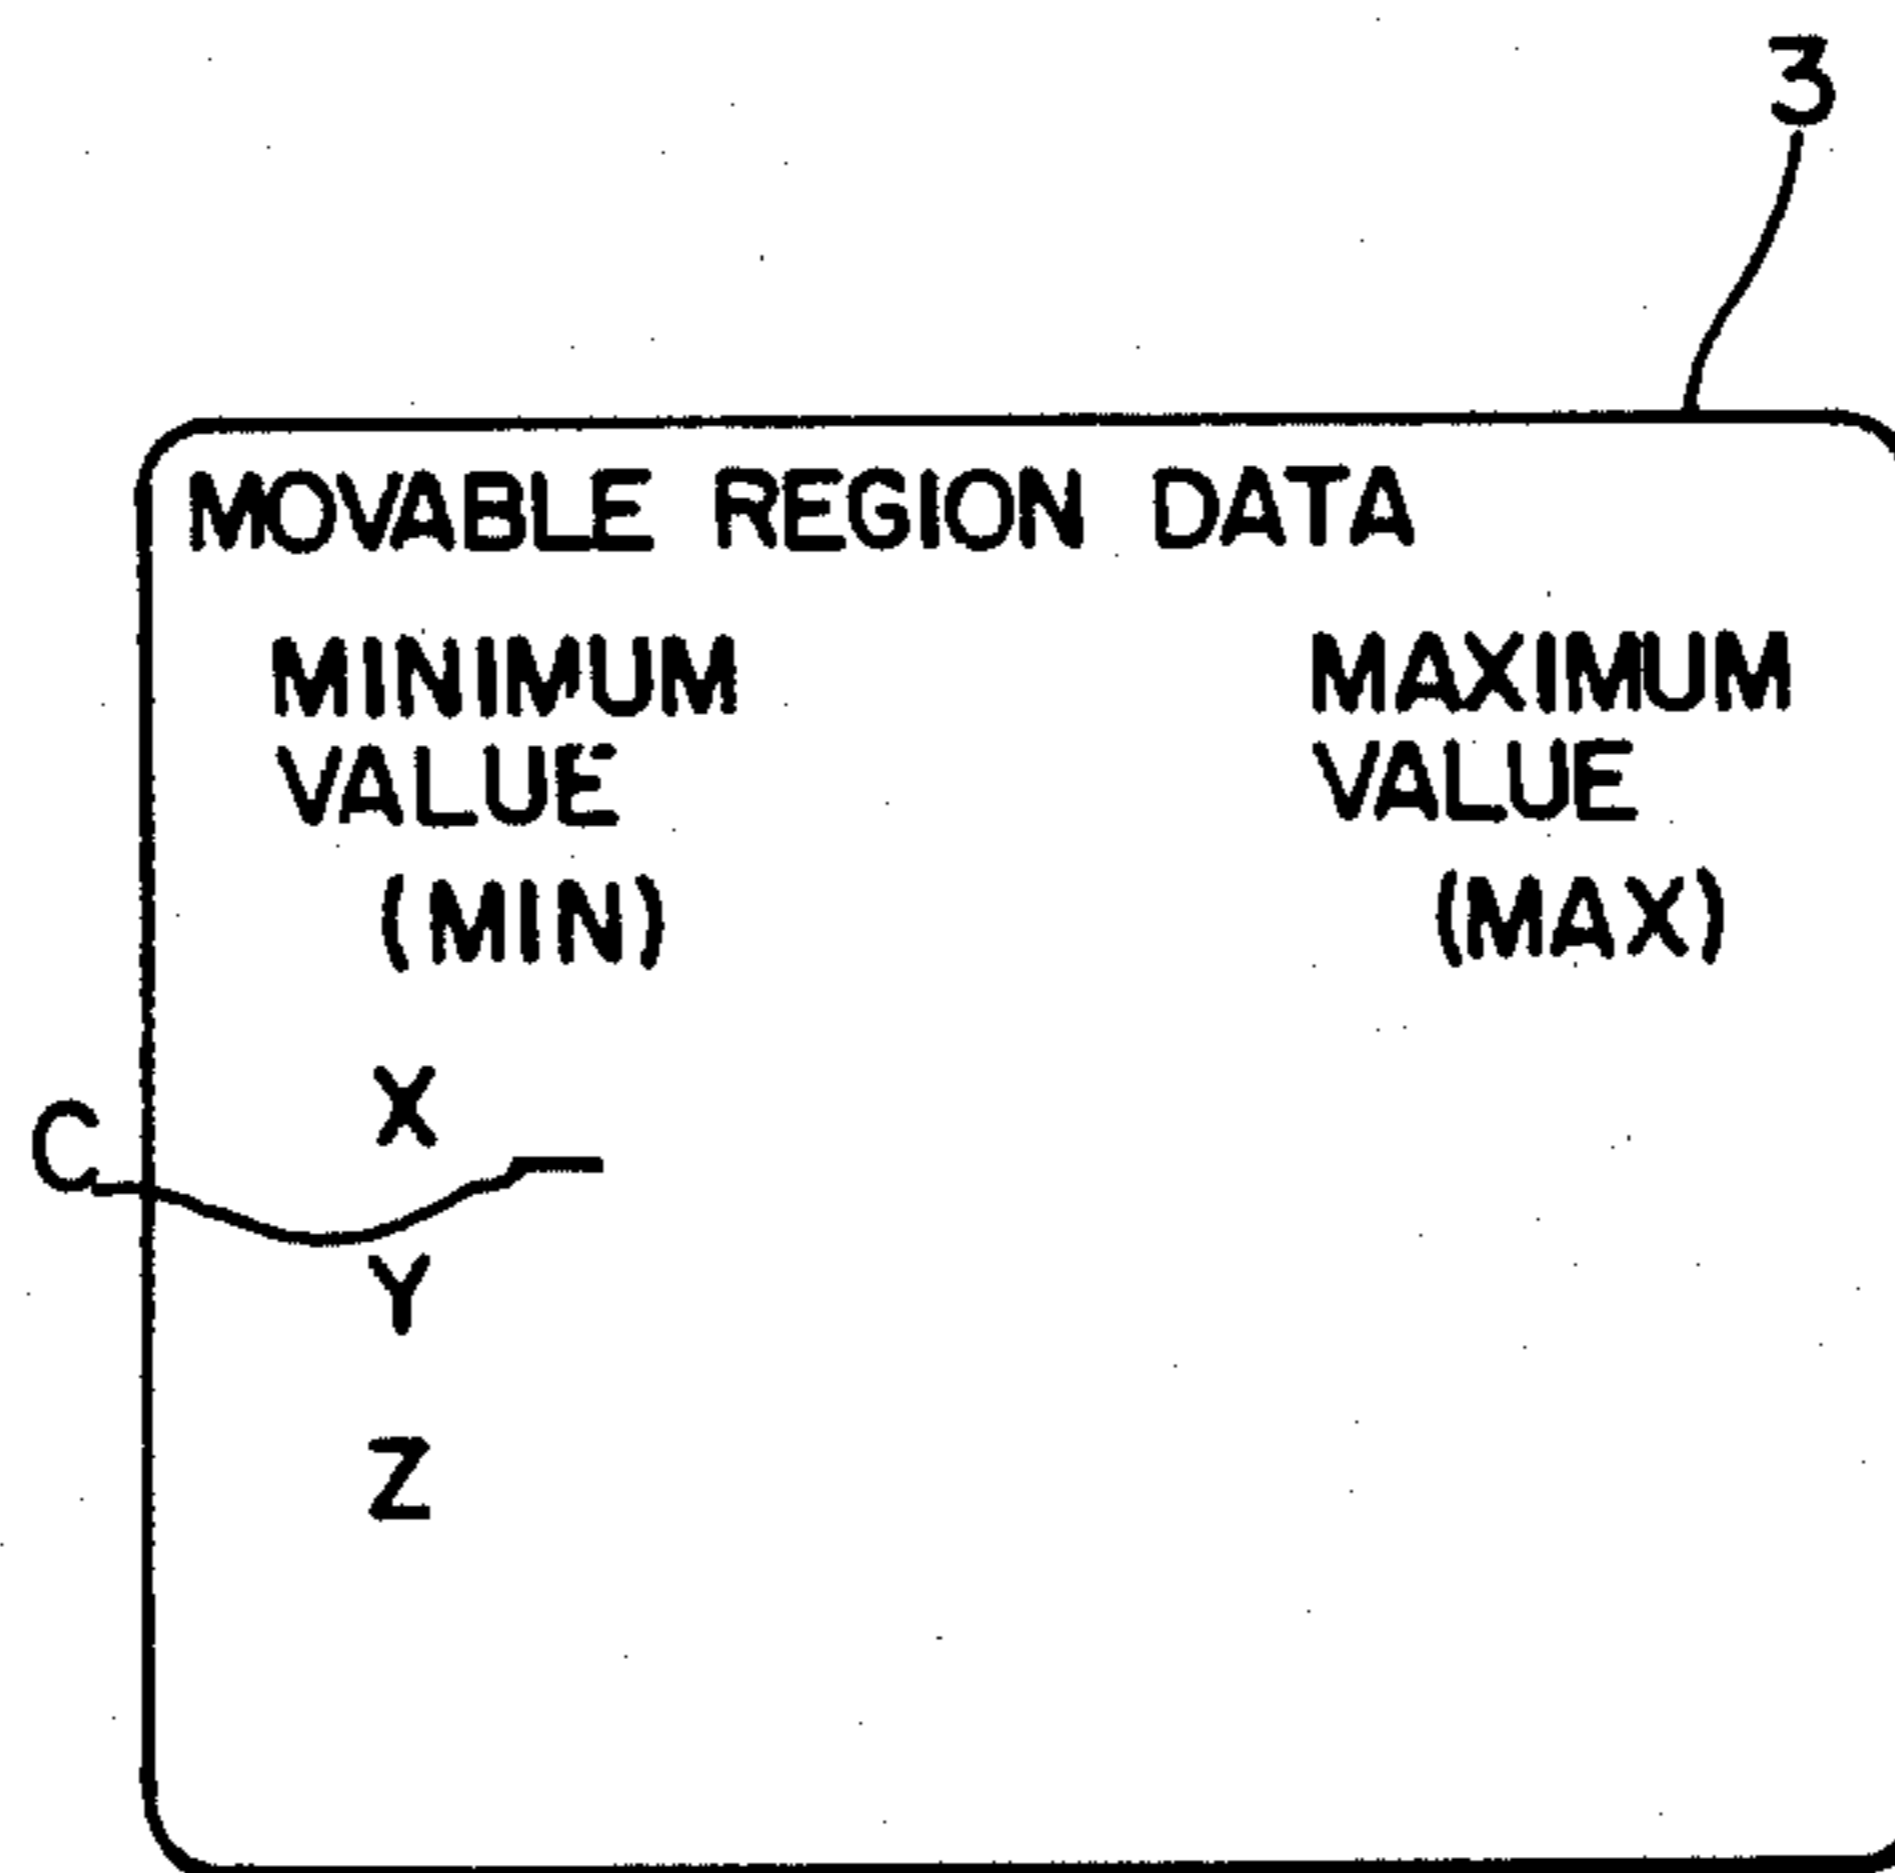 3
MOVABLE REGION DATA
MINIMUM VALUE (MIN)
MAXIMUM VALUE (MAX)
X
C
Y
Z